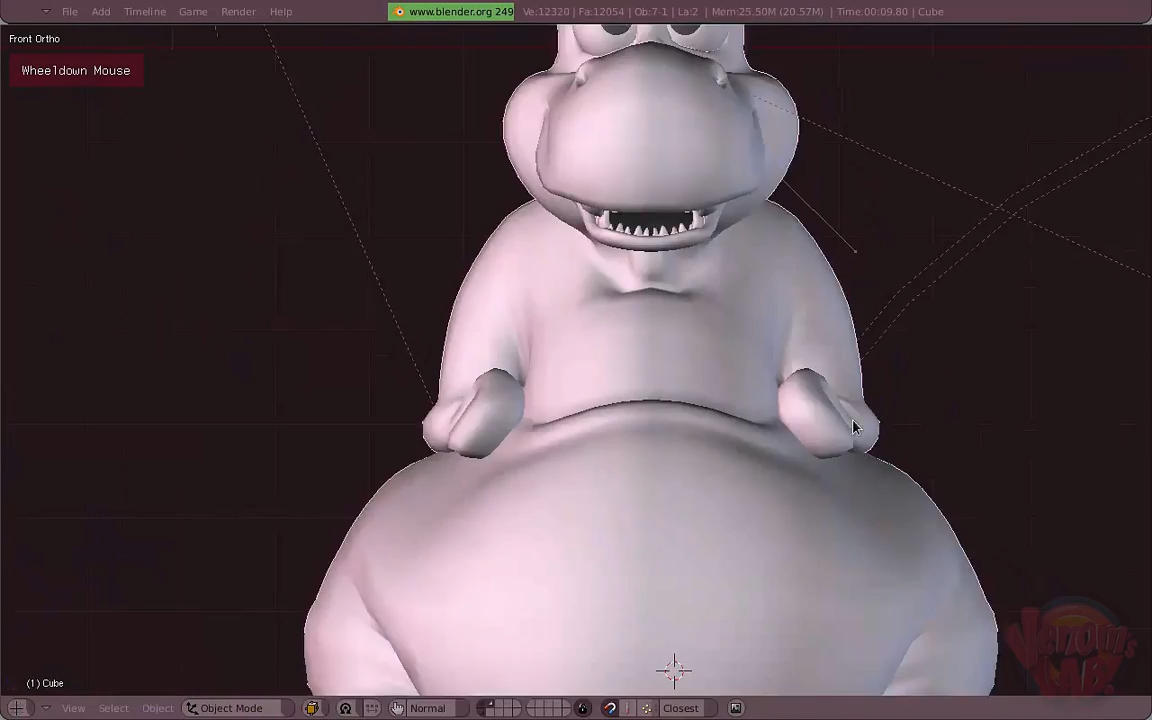 File Add Timeline Game Render Help www.blender.org 249 Ve:12320 | Fa:12054 | Ob:7-1 | La:2 | Mem:25.50M (20.57M) | Time:00:09.80 | Cube
Front Ortho
Wheeldown Mouse
Venom's
LAB.
(1) Cube
View Select Object Object Mode Normal Closest